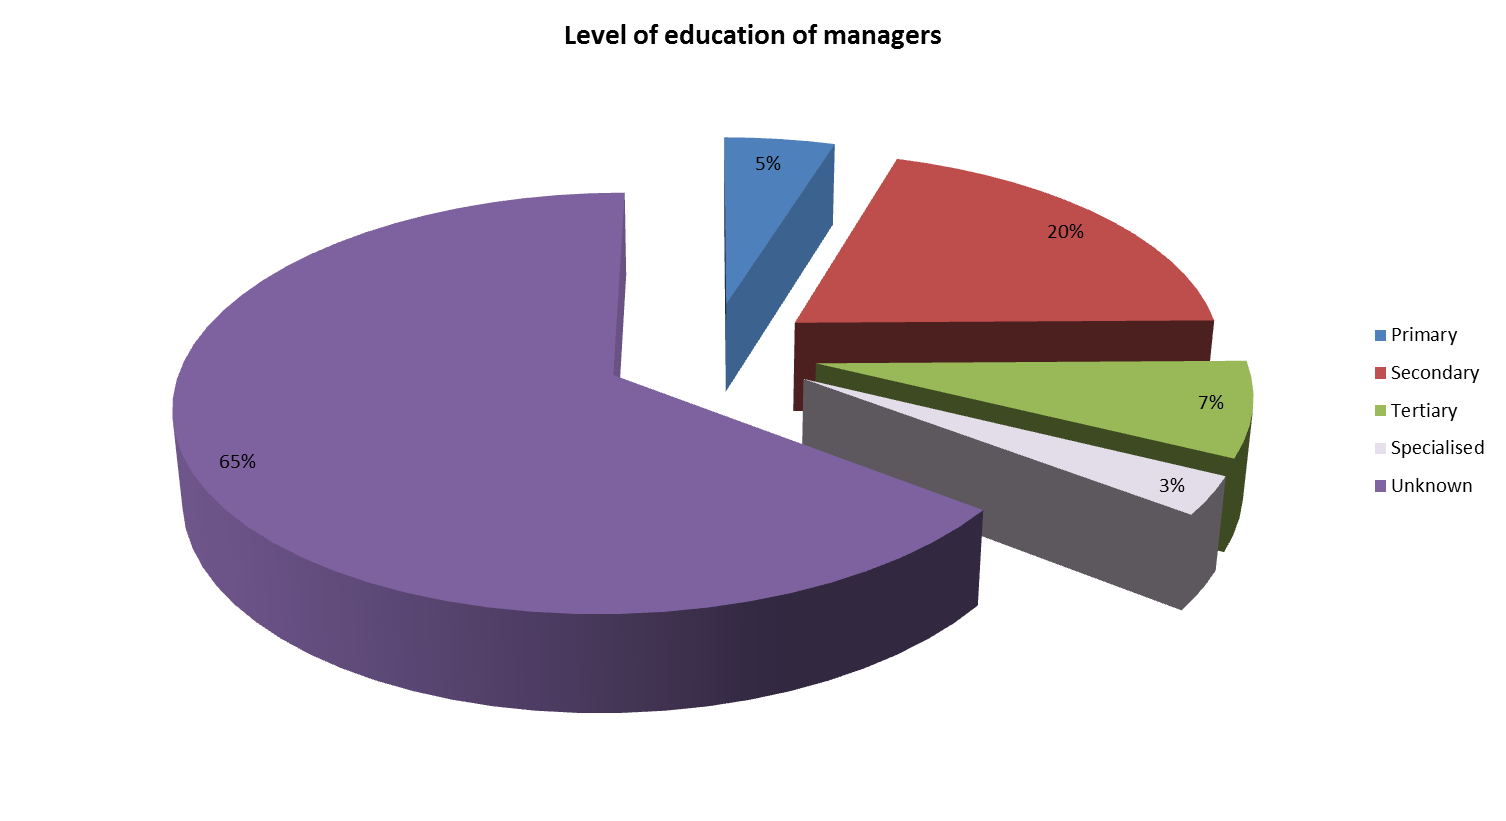 Level of education of managers
5%
20%
7%
3%
65%
Primary
Secondary
Tertiary
Specialised
Unknown